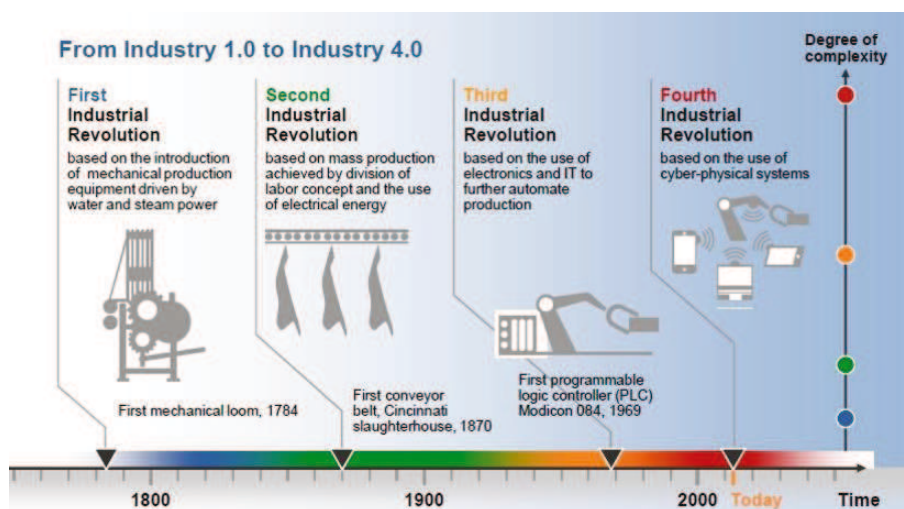 From Industry 1.0 to Industry 4.0
Degree of
complexity
First
Industrial
Revolution
based on the introduction
of mechanical production
equipment driven by
water and steam power
Second
Industrial
Revolution
based on mass production
achieved by division of
labor concept and the use
of electrical energy
Third
Industrial
Revolution
based on the use of
electronics and IT to
further automate
production
Fourth
Industrial
Revolution
based on the use of
cyber-physical systems
First mechanical loom, 1784
First conveyor
belt, Cincinnati
slaughterhouse, 1870
First programmable
logic controller (PLC)
Modicon 084, 1969
1800
1900
2000
Today
Time